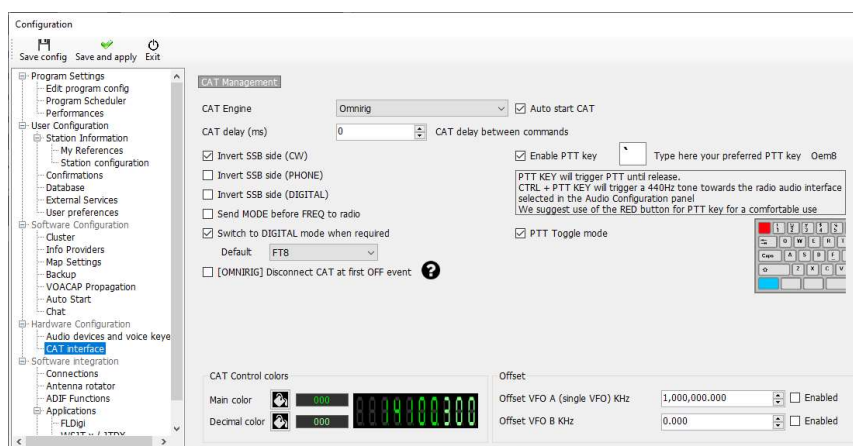 Configuration
Save config Save and apply Exit
Program Settings
Edit program config
Program Scheduler
Performances
User Configuration
Station Information
My References
Station configuration
Confirmations
Database
External Services
User preferences
Software Configuration
Cluster
Info Providers
Map Settings
Backup
VOACAP Propagation
Auto Start
Chat
Hardware Configuration
Audio devices and voice keye
CAT interface
Software integration
Connections
Antenna rotator
ADIF Functions
Applications
FLDigi
CAT Management
CAT Engine Omnirig Auto start CAT
CAT delay (ms) 0 CAT delay between commands
Invert SSB side (CW) Enable PTT key ` Type here your preferred PTT key Oem8
Invert SSB side (PHONE)
Invert SSB side (DIGITAL)
Send MODE before FREQ to radio
PTT KEY will trigger PTT until release.
CTRL + PTT KEY will trigger a 440Hz tone towards the radio audio interface
selected in the Audio Configuration panel
We suggest use of the RED button for PTT key for a comfortable use
Switch to DIGITAL mode when required PTT Toggle mode
Default FT8
[OMNIRIG] Disconnect CAT at first OFF event ?
Caps A S D F
Z X C V
CAT Control colors
Main color 000
Decimal color 000
14100300
Offset
Offset VFO A (single VFO) KHz 1,000,000.000 Enabled
Offset VFO B KHz 0.000 Enabled